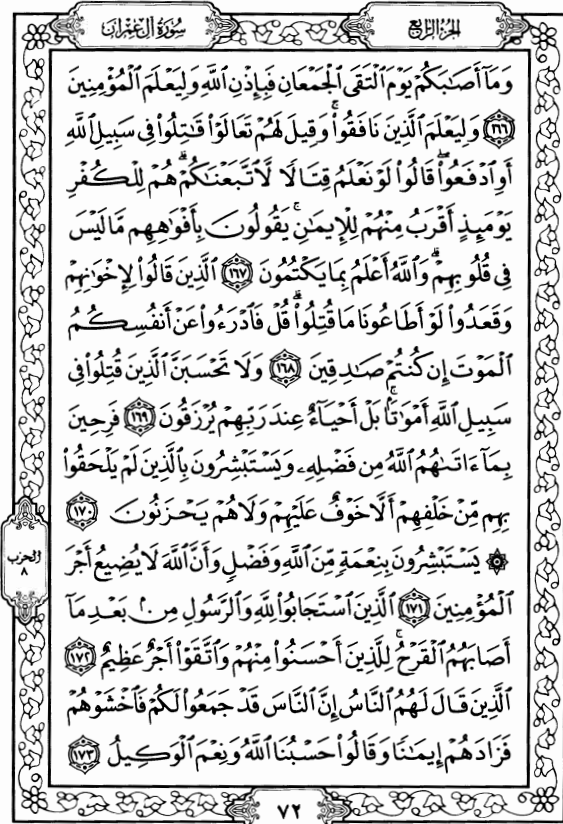 الجزء الرابع
سورة آل عمران
وَمَآ أَصَٰبَكُمْ يَوْمَ ٱلْتَقَى ٱلْجَمْعَانِ فَبِإِذْنِ ٱللَّهِ وَلِيَعْلَمَ ٱلْمُؤْمِنِينَ
١٦٦ وَلِيَعْلَمَ ٱلَّذِينَ نَافَقُوا۟ ۚ وَقِيلَ لَهُمْ تَعَالَوْا۟ قَٰتِلُوا۟ فِى سَبِيلِ ٱللَّهِ
أَوِ ٱدْفَعُوا۟ ۖ قَالُوا۟ لَوْ نَعْلَمُ قِتَالًا لَّٱتَّبَعْنَٰكُمْ ۗ هُمْ لِلْكُفْرِ
يَوْمَئِذٍ أَقْرَبُ مِنْهُمْ لِلْإِيمَٰنِ ۚ يَقُولُونَ بِأَفْوَٰهِهِم مَّا لَيْسَ
فِى قُلُوبِهِمْ ۗ وَٱللَّهُ أَعْلَمُ بِمَا يَكْتُمُونَ ١٦٧ ٱلَّذِينَ قَالُوا۟ لِإِخْوَٰنِهِمْ
وَقَعَدُوا۟ لَوْ أَطَاعُونَا مَا قُتِلُوا۟ ۗ قُلْ فَٱدْرَءُوا۟ عَنْ أَنفُسِكُمُ
ٱلْمَوْتَ إِن كُنتُمْ صَٰدِقِينَ ١٦٨ وَلَا تَحْسَبَنَّ ٱلَّذِينَ قُتِلُوا۟ فِى
سَبِيلِ ٱللَّهِ أَمْوَٰتًۢا ۚ بَلْ أَحْيَآءٌ عِندَ رَبِّهِمْ يُرْزَقُونَ ١٦٩ فَرِحِينَ
بِمَآ ءَاتَىٰهُمُ ٱللَّهُ مِن فَضْلِهِۦ وَيَسْتَبْشِرُونَ بِٱلَّذِينَ لَمْ يَلْحَقُوا۟
بِهِم مِّنْ خَلْفِهِمْ أَلَّا خَوْفٌ عَلَيْهِمْ وَلَا هُمْ يَحْزَنُونَ ١٧٠
۞ يَسْتَبْشِرُونَ بِنِعْمَةٍ مِّنَ ٱللَّهِ وَفَضْلٍ وَأَنَّ ٱللَّهَ لَا يُضِيعُ أَجْرَ
ٱلْمُؤْمِنِينَ ١٧١ ٱلَّذِينَ ٱسْتَجَابُوا۟ لِلَّهِ وَٱلرَّسُولِ مِنۢ بَعْدِ مَآ
أَصَابَهُمُ ٱلْقَرْحُ ۚ لِلَّذِينَ أَحْسَنُوا۟ مِنْهُمْ وَٱتَّقَوْا۟ أَجْرٌ عَظِيمٌ ١٧٢
ٱلَّذِينَ قَالَ لَهُمُ ٱلنَّاسُ إِنَّ ٱلنَّاسَ قَدْ جَمَعُوا۟ لَكُمْ فَٱخْشَوْهُمْ
فَزَادَهُمْ إِيمَٰنًا وَقَالُوا۟ حَسْبُنَا ٱللَّهُ وَنِعْمَ ٱلْوَكِيلُ ١٧٣
الحزب
٨
٧٢